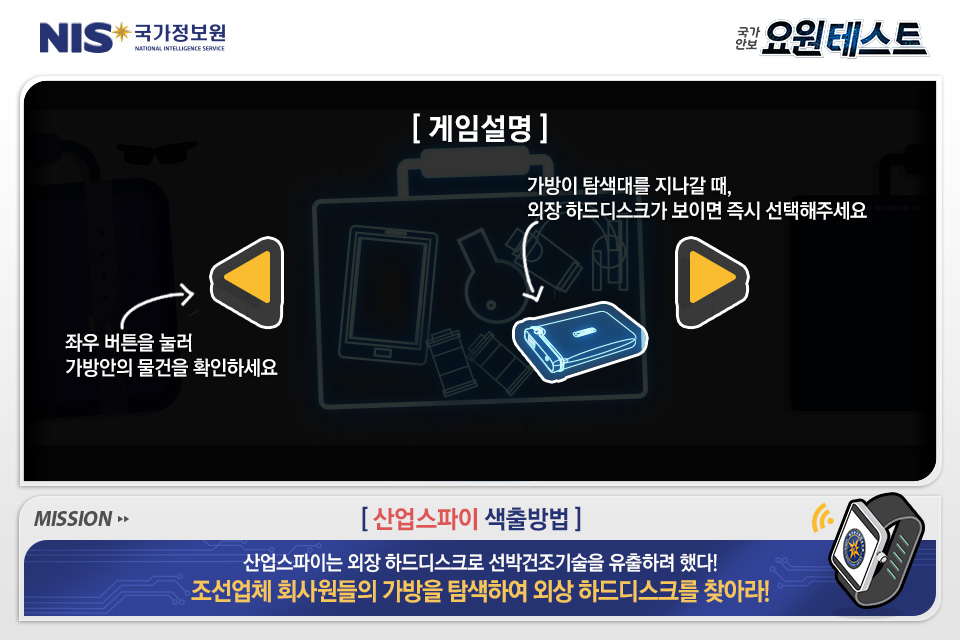 NIS 국가정보원
NATIONAL INTELLIGENCE SERVICE
국가
안보
요원테스트
[ 게임설명 ]
가방이 탐색대를 지나갈 때,
외장 하드디스크가 보이면 즉시 선택해주세요
좌우 버튼을 눌러
가방안의 물건을 확인하세요
MISSION
[ 산업스파이 색출방법 ]
산업스파이는 외장 하드디스크로 선박건조기술을 유출하려 했다!
조선업체 회사원들의 가방을 탐색하여 외상 하드디스크를 찾아라!